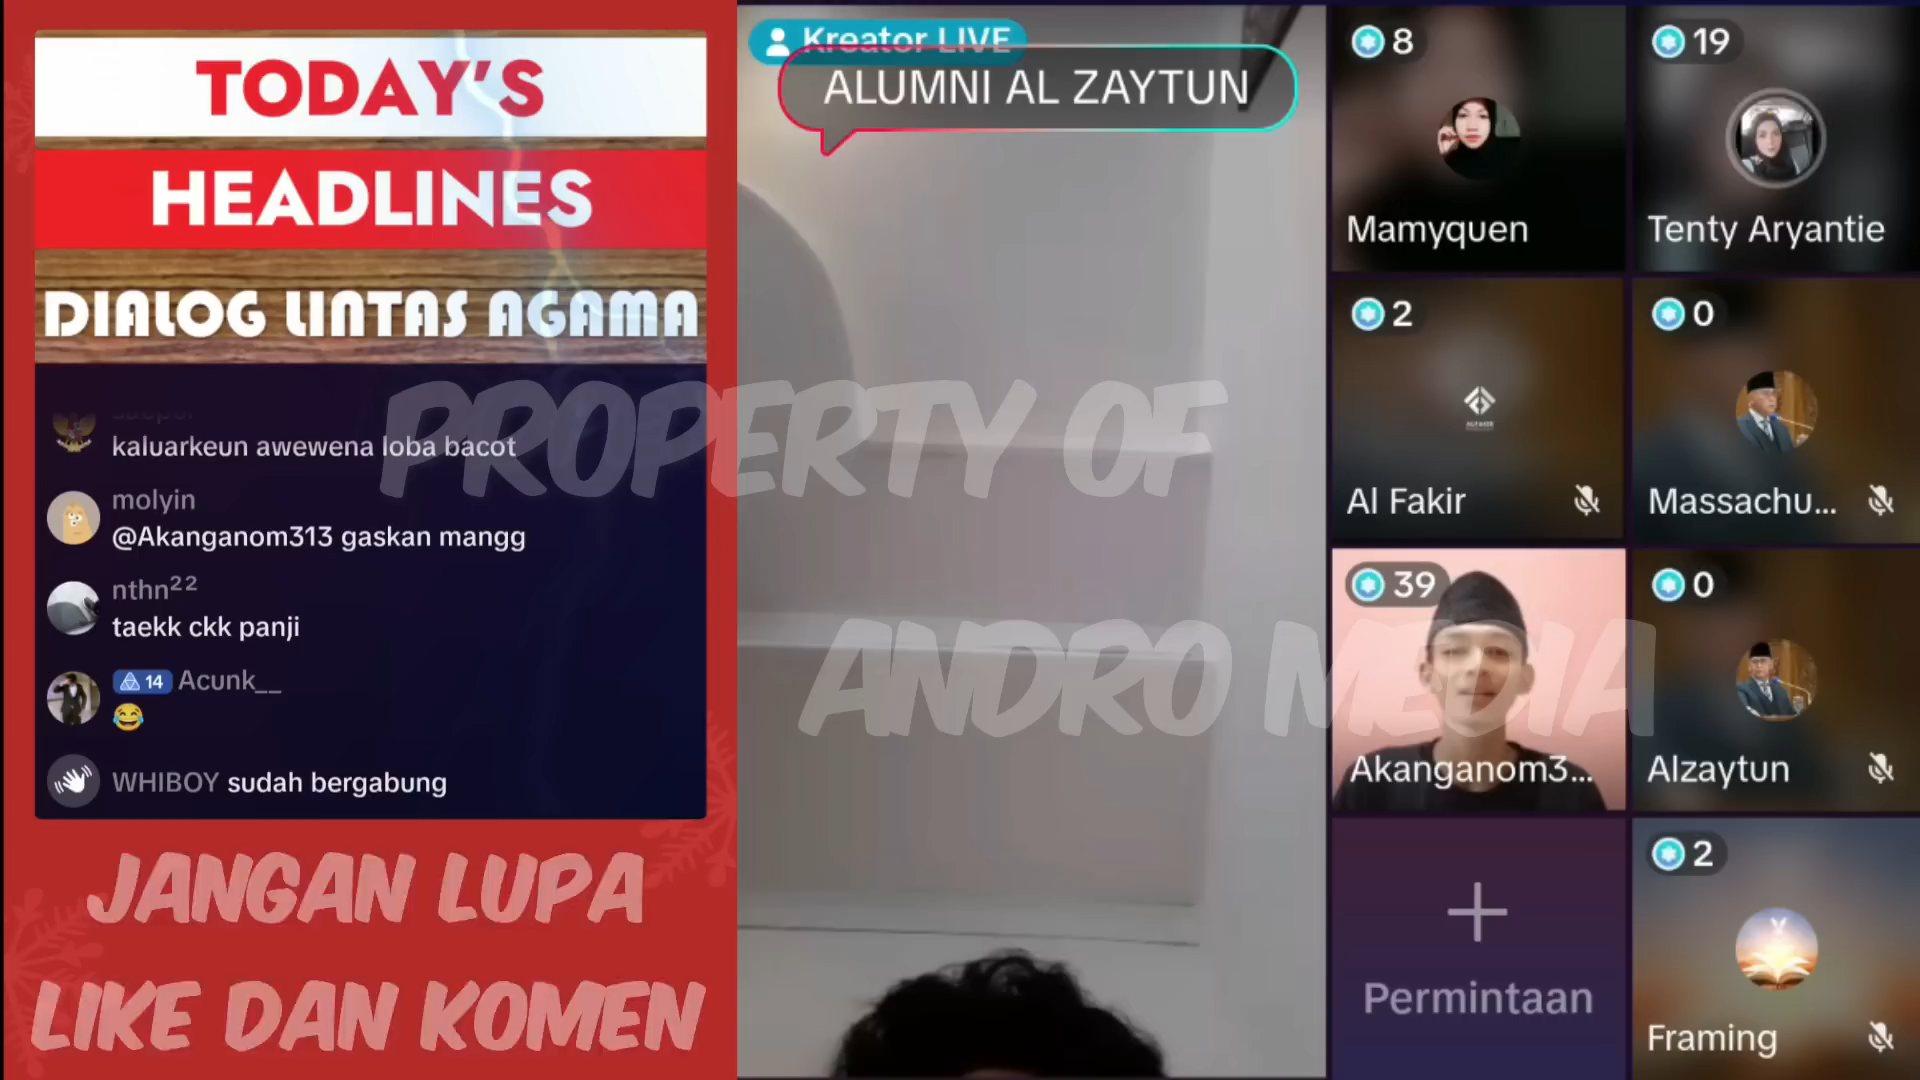 TODAY'S
HEADLINES
DIALOG LINTAS AGAMA
kaluarkeun awewena loba bacot
molyin
@Akanganom313 gaskan mangg
nthn²²
taekk ckk panji
14 Acunk__
😂
WHIBOY sudah bergabung
JANGAN LUPA
LIKE DAN KOMEN
Kreator LIVE
ALUMNI AL ZAYTUN
PROPERTY OF
ANDRO MEDIA
8
Mamyquen
19
Tenty Aryantie
2
Al Fakir
0
Massachu...
39
Akanganom3...
0
Alzaytun
Permintaan
2
Framing